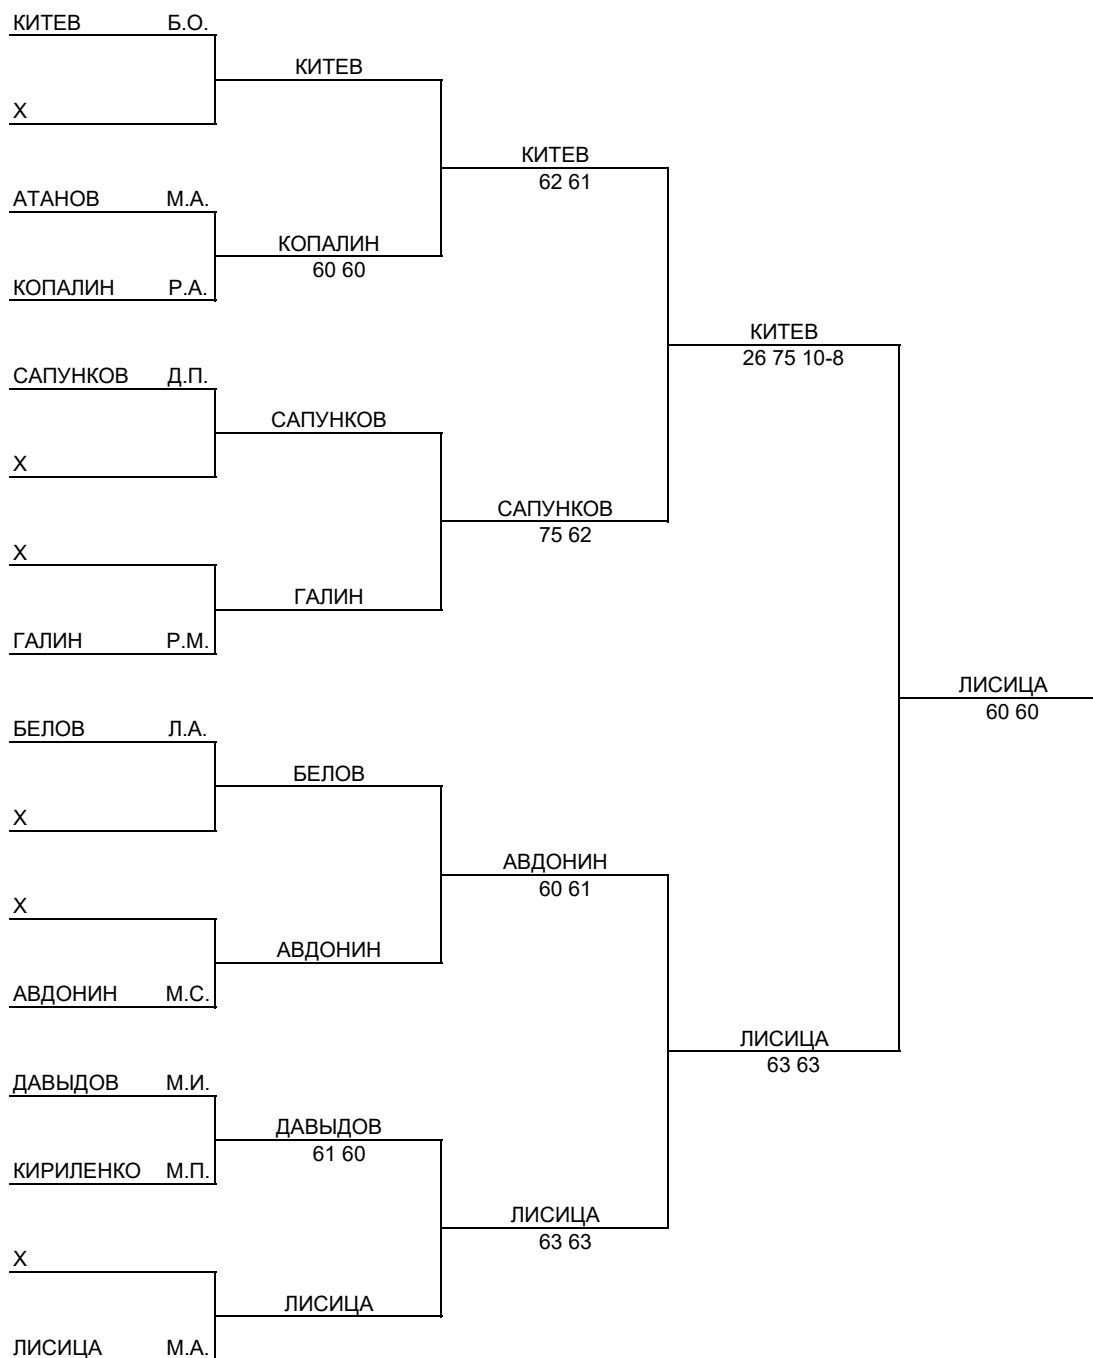 КИТЕВ Б.О.
КИТЕВ
Х
КИТЕВ
62 61
АТАНОВ М.А.
КОПАЛИН
60 60
КОПАЛИН Р.А.
КИТЕВ
26 75 10-8
САПУНКОВ Д.П.
САПУНКОВ
Х
САПУНКОВ
75 62
Х
ГАЛИН
ГАЛИН Р.М.
ЛИСИЦА
60 60
БЕЛОВ Л.А.
БЕЛОВ
Х
АВДОНИН
60 61
Х
АВДОНИН
АВДОНИН М.С.
ЛИСИЦА
63 63
ДАВЫДОВ М.И.
ДАВЫДОВ
61 60
КИРИЛЕНКО М.П.
ЛИСИЦА
63 63
Х
ЛИСИЦА
ЛИСИЦА М.А.